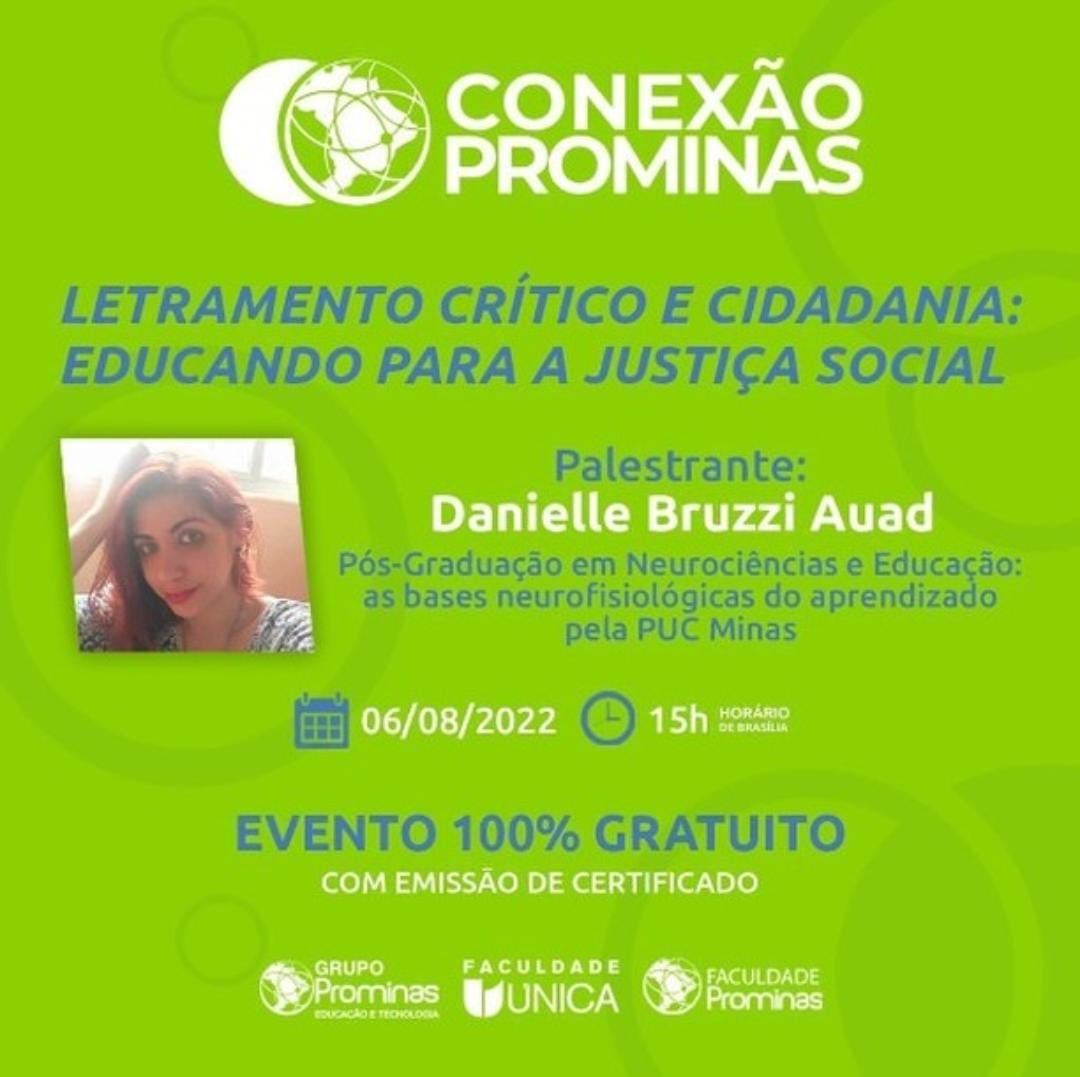 CONEXÃO
PROMINAS
LETRAMENTO CRÍTICO E CIDADANIA:
EDUCANDO PARA A JUSTIÇA SOCIAL
Palestrante:
Danielle Bruzzi Auad
Pós-Graduação em Neurociências e Educação:
as bases neurofisiológicas do aprendizado
pela PUC Minas
06/08/2022 15h HORÁRIO
DE BRASÍLIA
EVENTO 100% GRATUITO
COM EMISSÃO DE CERTIFICADO
GRUPO
Prominas
EDUCAÇÃO E TECNOLOGIA
FACULDADE
UNICA
FACULDADE
Prominas